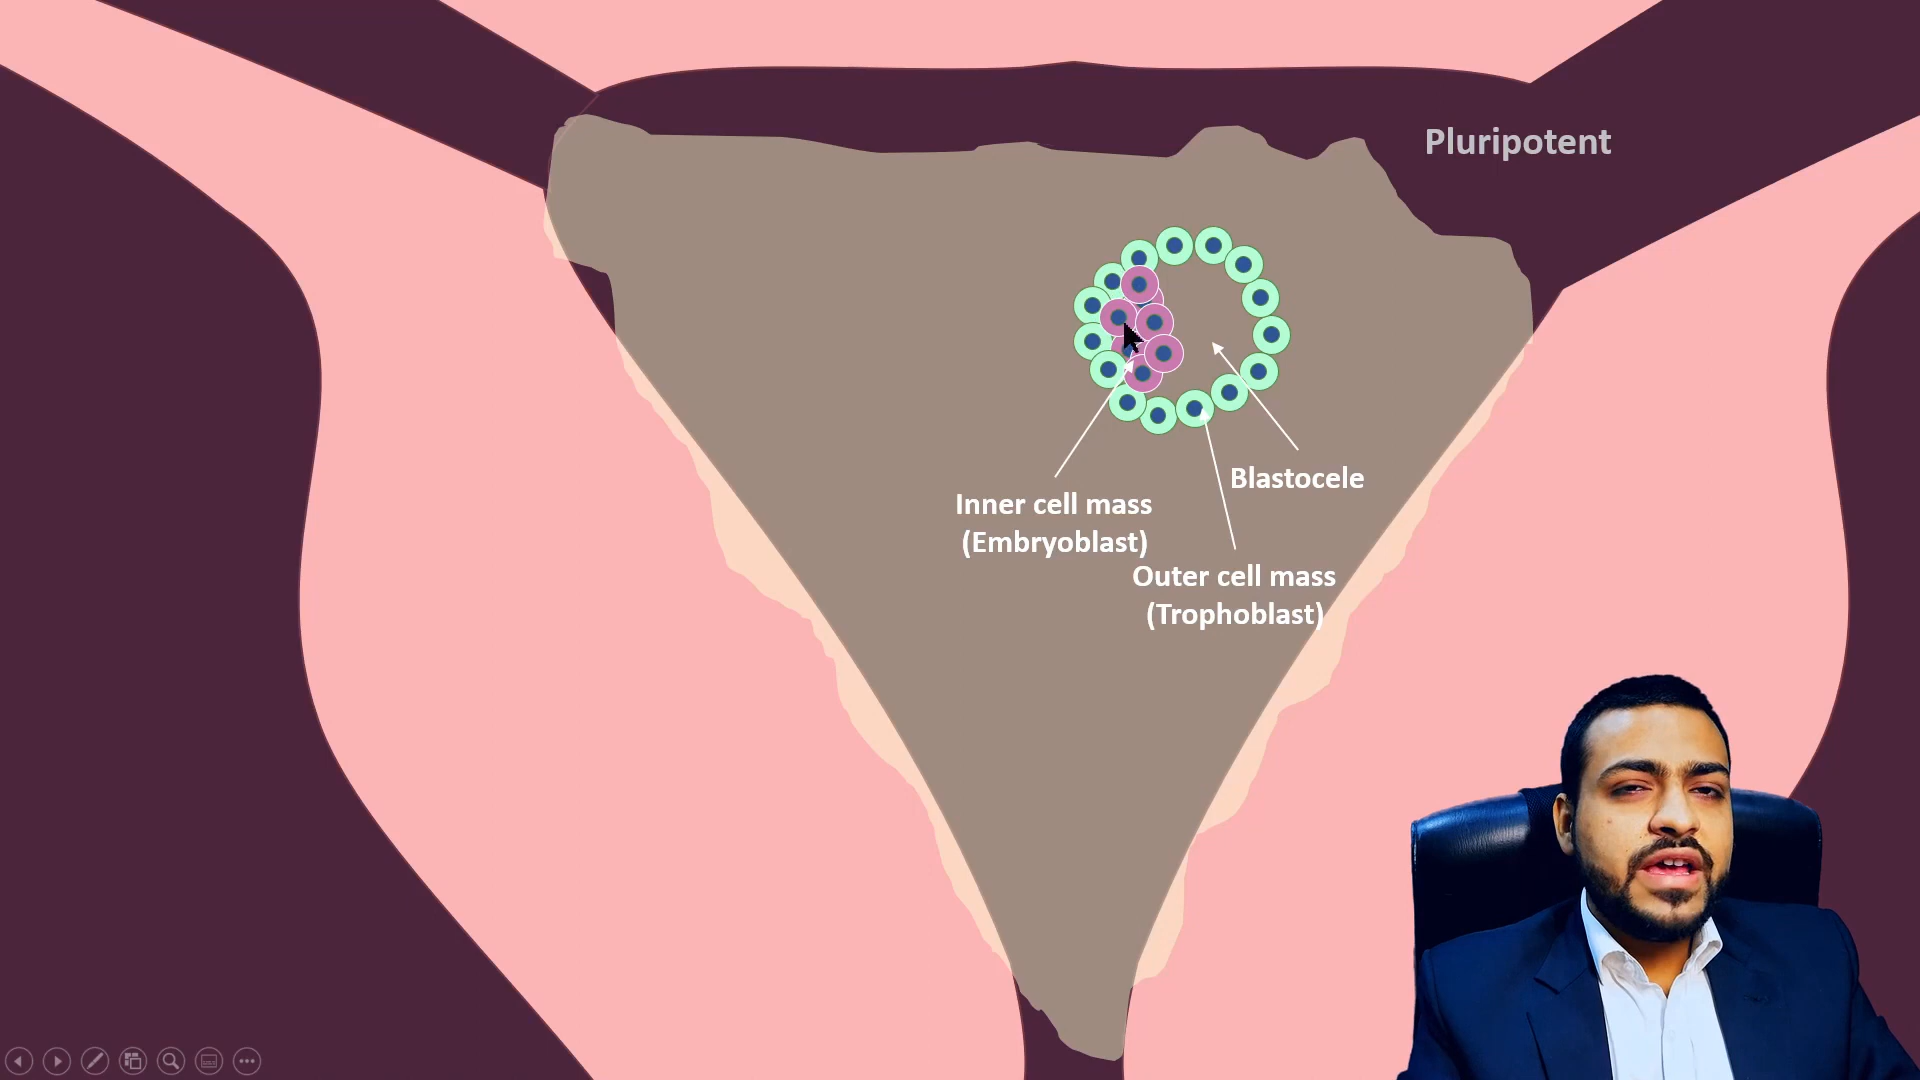 Pluripotent
Blastocele
Inner cell mass
(Embryoblast)
Outer cell mass
(Trophoblast)